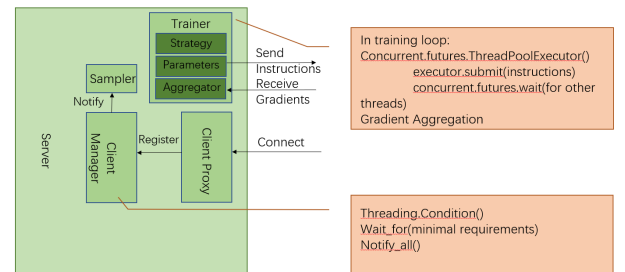 Trainer
Strategy
Parameters
Aggregator
Send
Instructions
Receive
Gradients
Sampler
Notify
Client
Manager
Register
Client Proxy
Connect
Server
In training loop:
Concurrent.futures.ThreadPoolExecutor()
executor.submit(instructions)
concurrent.futures.wait(for other
threads)
Gradient Aggregation
Threading.Condition()
Wait_for(minimal requirements)
Notify_all()